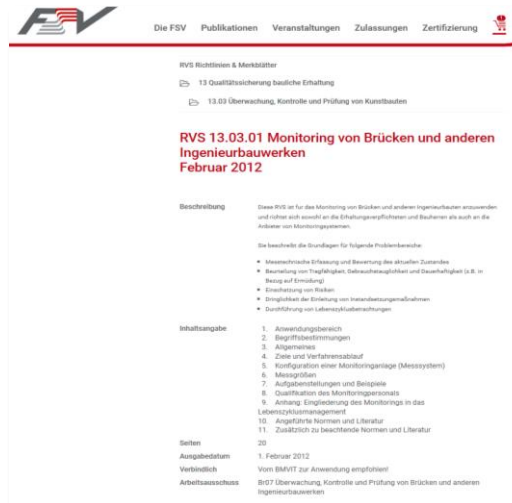 FSV
Die FSV Publikationen Veranstaltungen Zulassungen Zertifizierung
RVS Richtlinien & Merkblätter
13 Qualitätssicherung bauliche Erhaltung
13.03 Überwachung, Kontrolle und Prüfung von Kunstbauten
RVS 13.03.01 Monitoring von Brücken und anderen
Ingenieurbauwerken
Februar 2012
Beschreibung Diese RVS ist für das Monitoring von Brücken und anderen Ingenieurbauten anzuwenden
und richtet sich sowohl an die Erhaltungsverpflichteten und Bauherren als auch an die
Anbieter von Monitoringsystemen.
Sie beschreibt die Grundlagen für folgende Problembereiche:
Messtechnische Erfassung und Bewertung des aktuellen Zustandes
Beurteilung von Tragfähigkeit, Gebrauchstauglichkeit und Dauerhaftigkeit (z.B. in
Bezug auf Ermüdung)
Einschätzung von Risiken
Dringlichkeit der Einleitung von Instandsetzungsmaßnahmen
Durchführung von Lebenszyklusbetrachtungen
Inhaltsangabe 1. Anwendungsbereich
2. Begriffsbestimmungen
3. Allgemeines
4. Ziele und Verfahrensablauf
5. Konfiguration einer Monitoringanlage (Messsystem)
6. Messgrößen
7. Aufgabenstellungen und Beispiele
8. Qualifikation des Monitoringpersonals
9. Anhang: Eingliederung des Monitorings in das
Lebenszyklusmanagement
10. Angeführte Normen und Literatur
11. Zusätzlich zu beachtende Normen und Literatur
Seiten 20
Ausgabedatum 1. Februar 2012
Verbindlich Vom BMVIT zur Anwendung empfohlen!
Arbeitsausschuss Br07 Überwachung, Kontrolle und Prüfung von Brücken und anderen
Ingenieurbauwerken